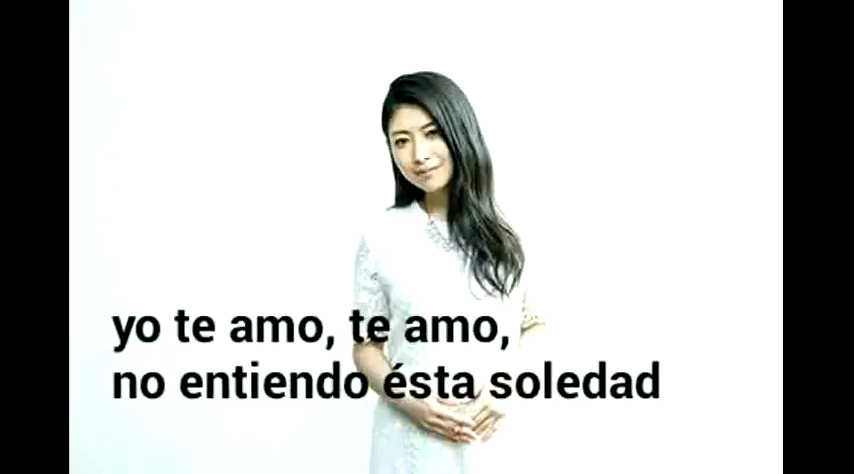 yo te amo, te amo,
no entiendo ésta soledad